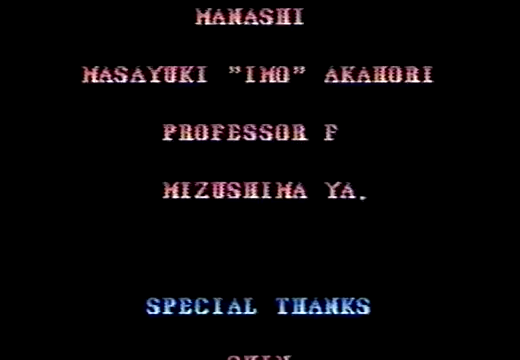 MANASHI
MASAYUKI "IMO" AKAHORI
PROFESSOR F
MIZUSHIMA YA.
SPECIAL THANKS